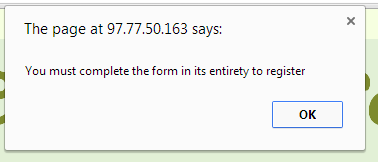 The page at 97.77.50.163 says:
You must complete the form in its entirety to register
OK